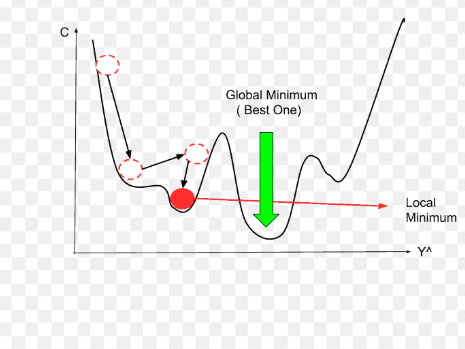 C
Global Minimum
( Best One)
Local
Minimum
Y^